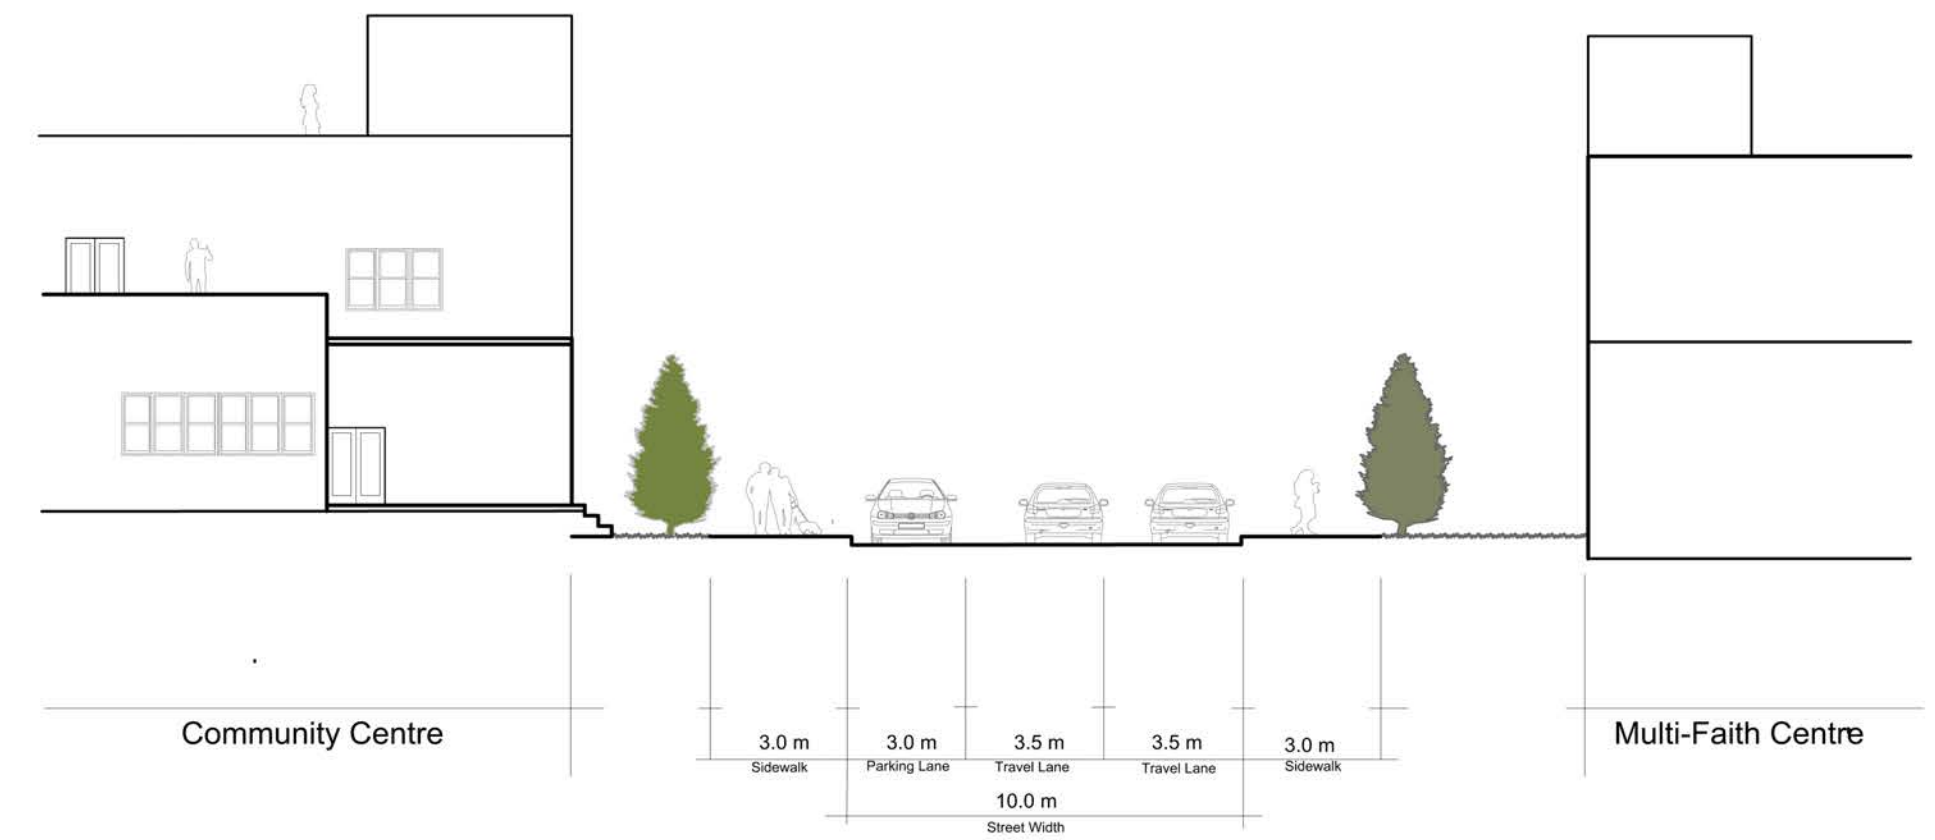 Community Centre
Multi-Faith Centre
3.0 m
Sidewalk
3.0 m
Parking Lane
3.5 m
Travel Lane
3.5 m
Travel Lane
3.0 m
Sidewalk
10.0 m
Street Width